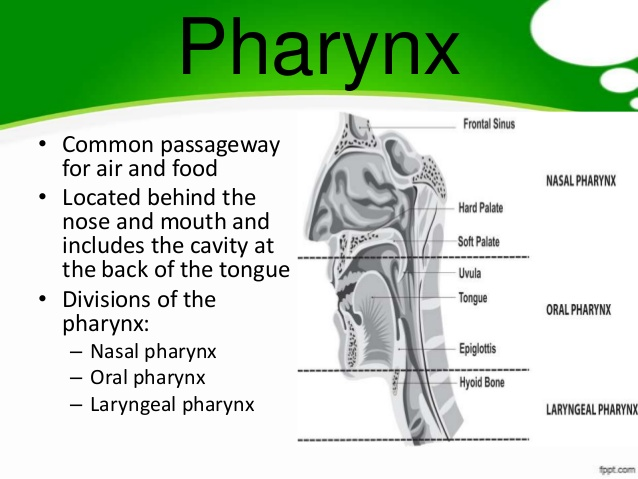 Pharynx
• Common passageway
for air and food
• Located behind the
nose and mouth and
includes the cavity at
the back of the tongue
• Divisions of the
pharynx:
– Nasal pharynx
– Oral pharynx
– Laryngeal pharynx
Frontal Sinus
NASAL PHARYNX
Hard Palate
Soft Palate
Uvula
Tongue
ORAL PHARYNX
Epiglottis
Hyoid Bone
LARYNGEAL PHARYNX
fppt.com